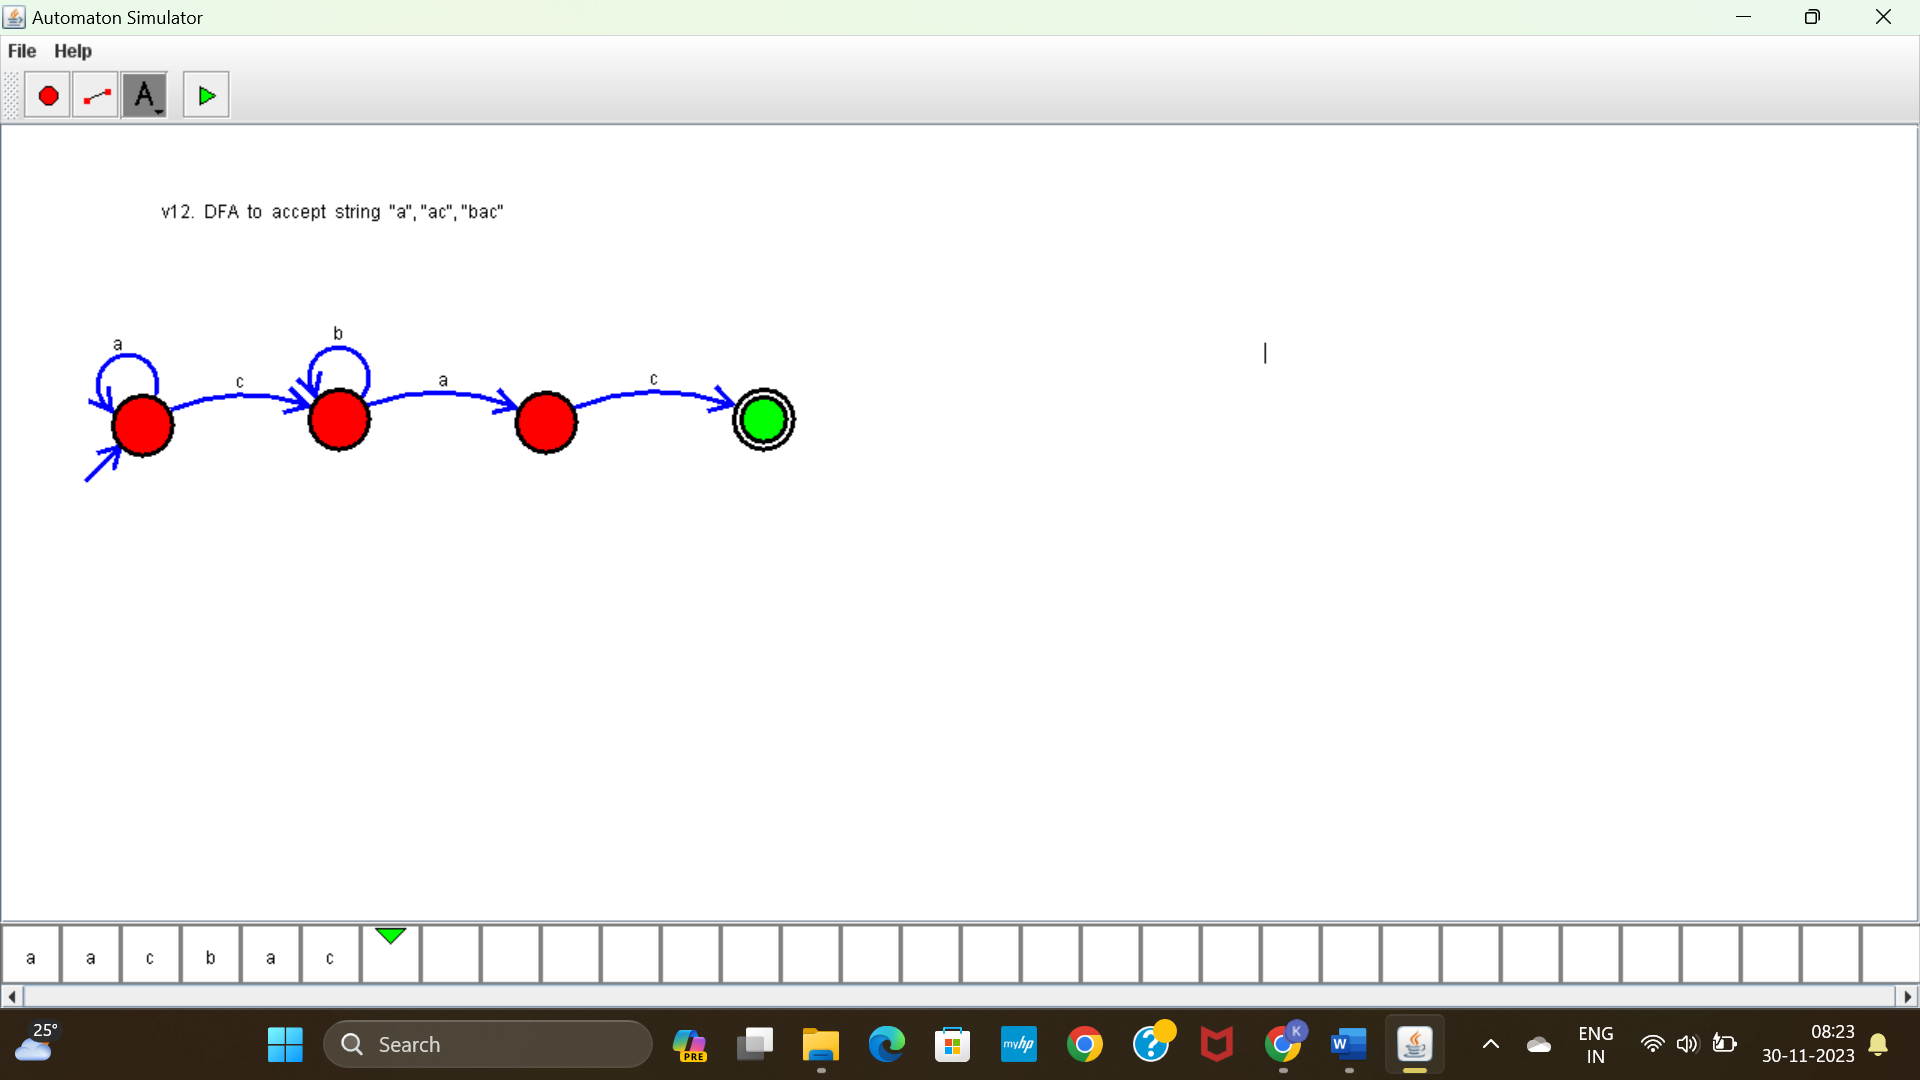 Automaton Simulator
File Help
A
v12. DFA to accept string "a","ac","bac"
b
a
c
a
c
a a c b a c
25°
Search
PRE
myhp
?
K
W
ENG
IN
08:23
30-11-2023